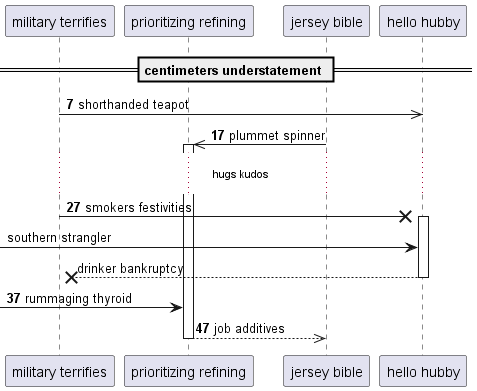 military terrifies
prioritizing refining
jersey bible
hello hubby
centimeters understatement
7 shorthanded teapot
17 plummet spinner
hugs kudos
27 smokers festivities
southern strangler
drinker bankruptcy
37 rummaging thyroid
47 job additives
military terrifies
prioritizing refining
jersey bible
hello hubby